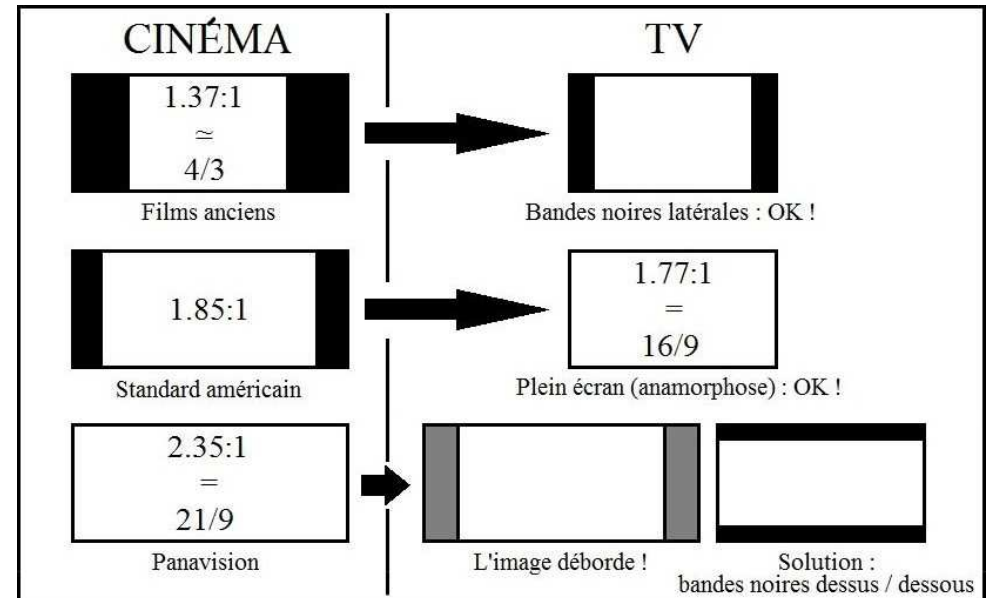 CINÉMA
TV
1.37:1
≃
4/3
Films anciens
Bandes noires latérales : OK !
1.85:1
Standard américain
1.77:1
=
16/9
Plein écran (anamorphose) : OK !
2.35:1
=
21/9
Panavision
L'image déborde !
Solution :
bandes noires dessus / dessous